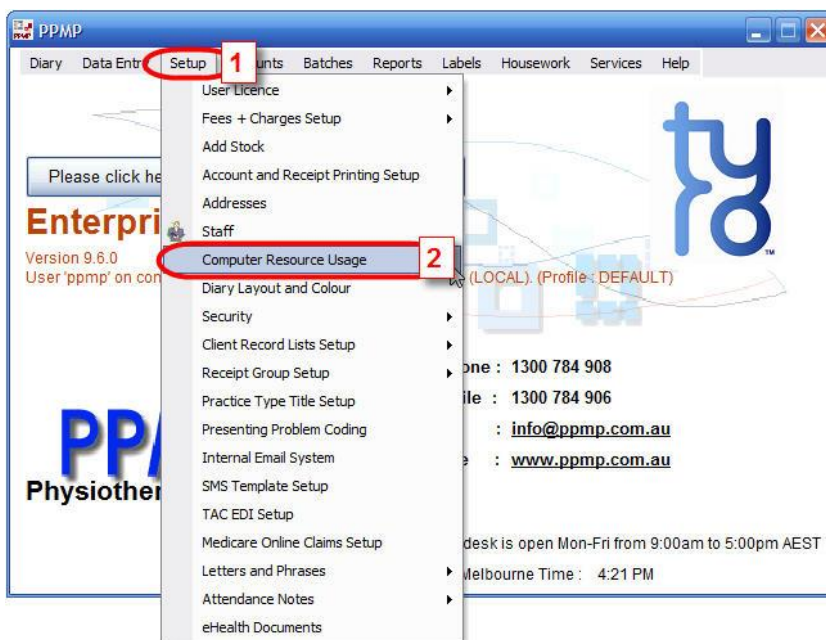 PPMP
Diary Data Entr Setup 1 unts Batches Reports Labels Housework Services Help
User Licence
Fees + Charges Setup
Add Stock
Account and Receipt Printing Setup
Addresses
Staff
Computer Resource Usage 2
Diary Layout and Colour
Security
Client Record Lists Setup
Receipt Group Setup
Practice Type Title Setup
Presenting Problem Coding
Internal Email System
SMS Template Setup
TAC EDI Setup
Medicare Online Claims Setup
Letters and Phrases
Attendance Notes
eHealth Documents
tyro
TM
Please click he
Enterpri
Version 9.6.0
User 'ppmp' on con (LOCAL). (Profile : DEFAULT)
one : 1300 784 908
ile : 1300 784 906
: info@ppmp.com.au
e : www.ppmp.com.au
PPM
Physiother
desk is open Mon-Fri from 9:00am to 5:00pm AEST
Melbourne Time : 4:21 PM